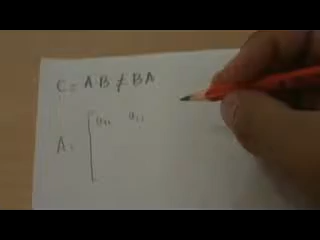 C = A B ≠ B A
A = [ a₁₁ a₁₂